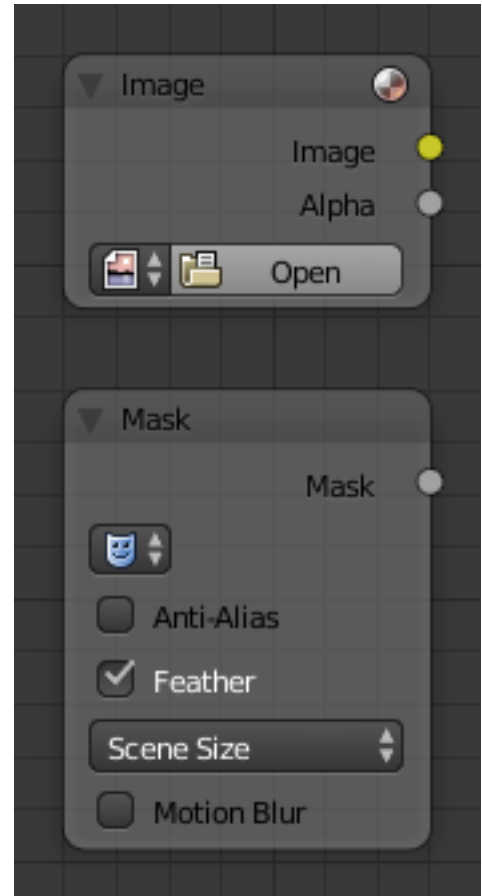 Image
Image
Alpha
Open
Mask
Mask
Anti-Alias
Feather
Scene Size
Motion Blur